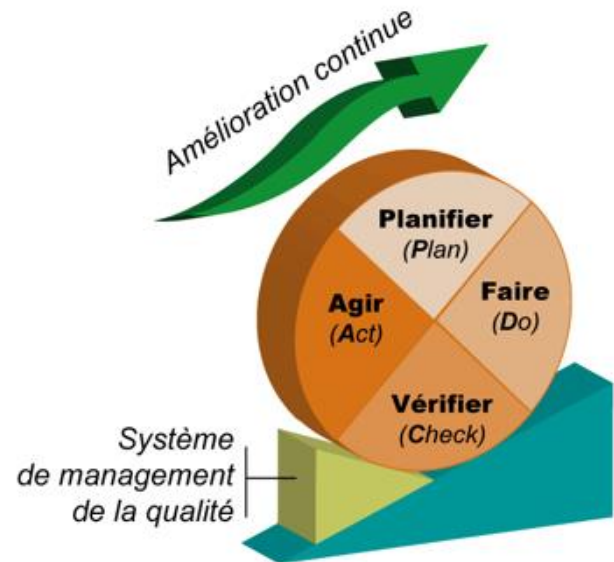 Amélioration continue
Planifier
(Plan)
Faire
(Do)
Agir
(Act)
Vérifier
(Check)
Système
de management
de la qualité